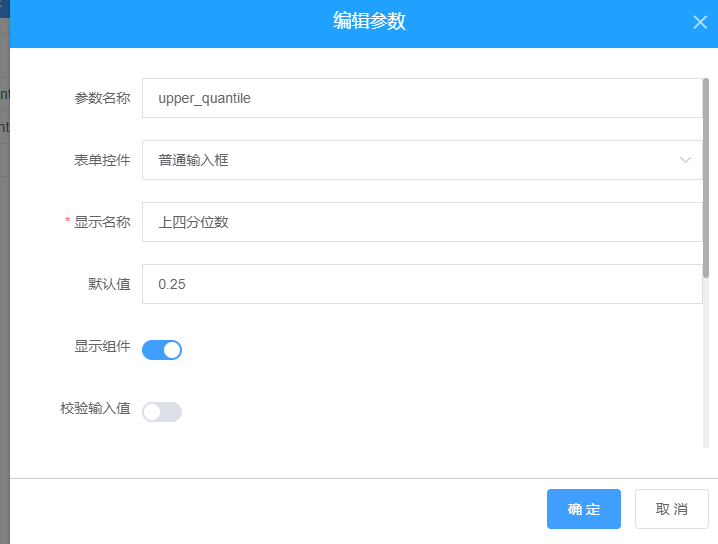 编辑参数
参数名称 upper_quantile
表单控件 普通输入框
* 显示名称 上四分位数
默认值 0.25
显示组件
校验输入值
确 定 取 消